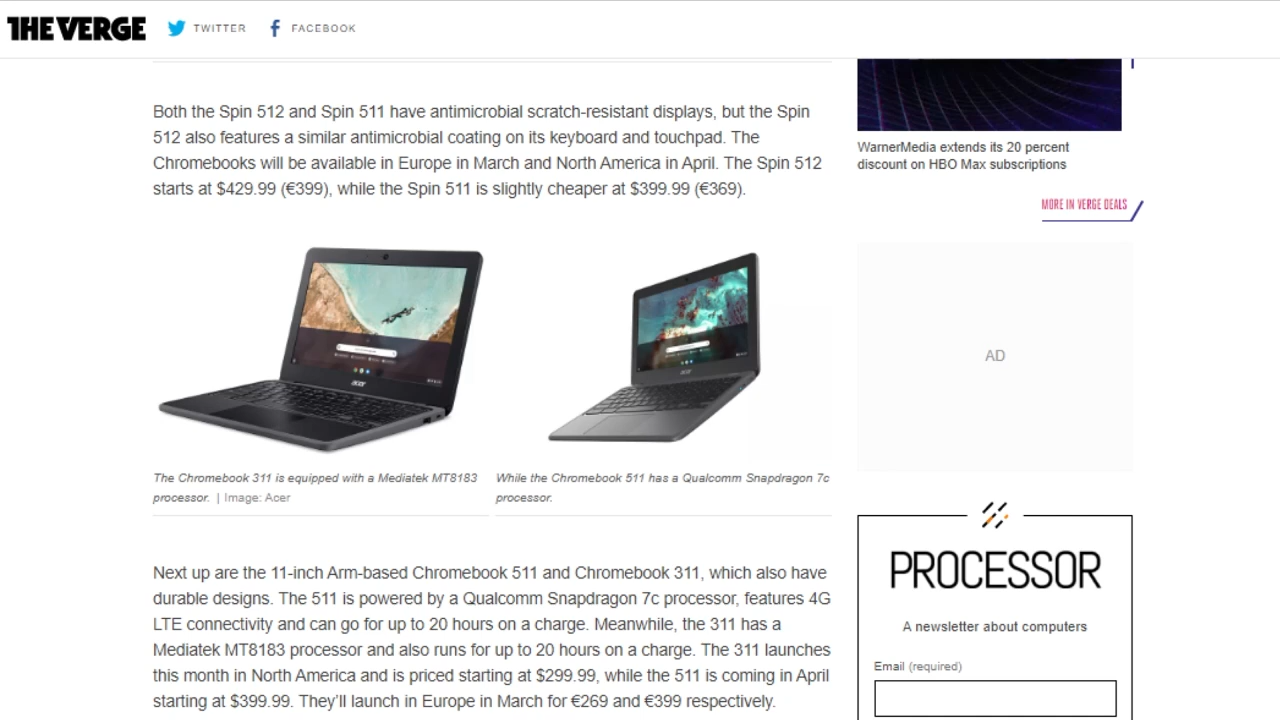 THE VERGE
TWITTER
FACEBOOK
Both the Spin 512 and Spin 511 have antimicrobial scratch-resistant displays, but the Spin
512 also features a similar antimicrobial coating on its keyboard and touchpad. The
Chromebooks will be available in Europe in March and North America in April. The Spin 512
starts at $429.99 (€399), while the Spin 511 is slightly cheaper at $399.99 (€369).
acer
acer
The Chromebook 311 is equipped with a Mediatek MT8183
processor. | Image: Acer
While the Chromebook 511 has a Qualcomm Snapdragon 7c
processor.
Next up are the 11-inch Arm-based Chromebook 511 and Chromebook 311, which also have
durable designs. The 511 is powered by a Qualcomm Snapdragon 7c processor, features 4G
LTE connectivity and can go for up to 20 hours on a charge. Meanwhile, the 311 has a
Mediatek MT8183 processor and also runs for up to 20 hours on a charge. The 311 launches
this month in North America and is priced starting at $299.99, while the 511 is coming in April
starting at $399.99. They'll launch in Europe in March for €269 and €399 respectively.
WarnerMedia extends its 20 percent
discount on HBO Max subscriptions
MORE IN VERGE DEALS
AD
PROCESSOR
A newsletter about computers
Email (required)